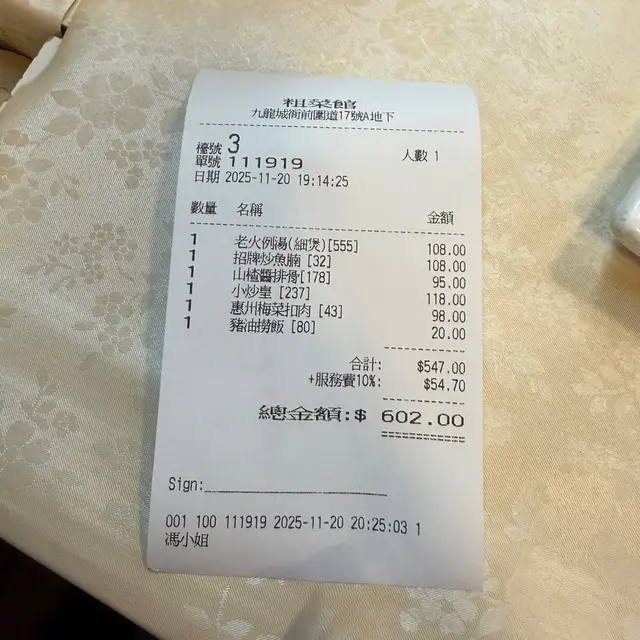 粗菜館
九龍城衙前圍道17號A地下
檯號 3
人數 1
單號 111919
日期 2025-11-20 19:14:25
數量 名稱 金額
1 老火例湯(細煲)[555] 108.00
1 招牌炒魚腩 [32] 108.00
1 山楂醬排骨[178] 95.00
1 小炒皇 [237] 118.00
1 惠州梅菜扣肉 [43] 98.00
1 豬油撈飯 [80] 20.00
合計: $547.00
+服務費10%: $54.70
總金額:$ 602.00
Sign:
001 100 111919 2025-11-20 20:25:03 1
馮小姐